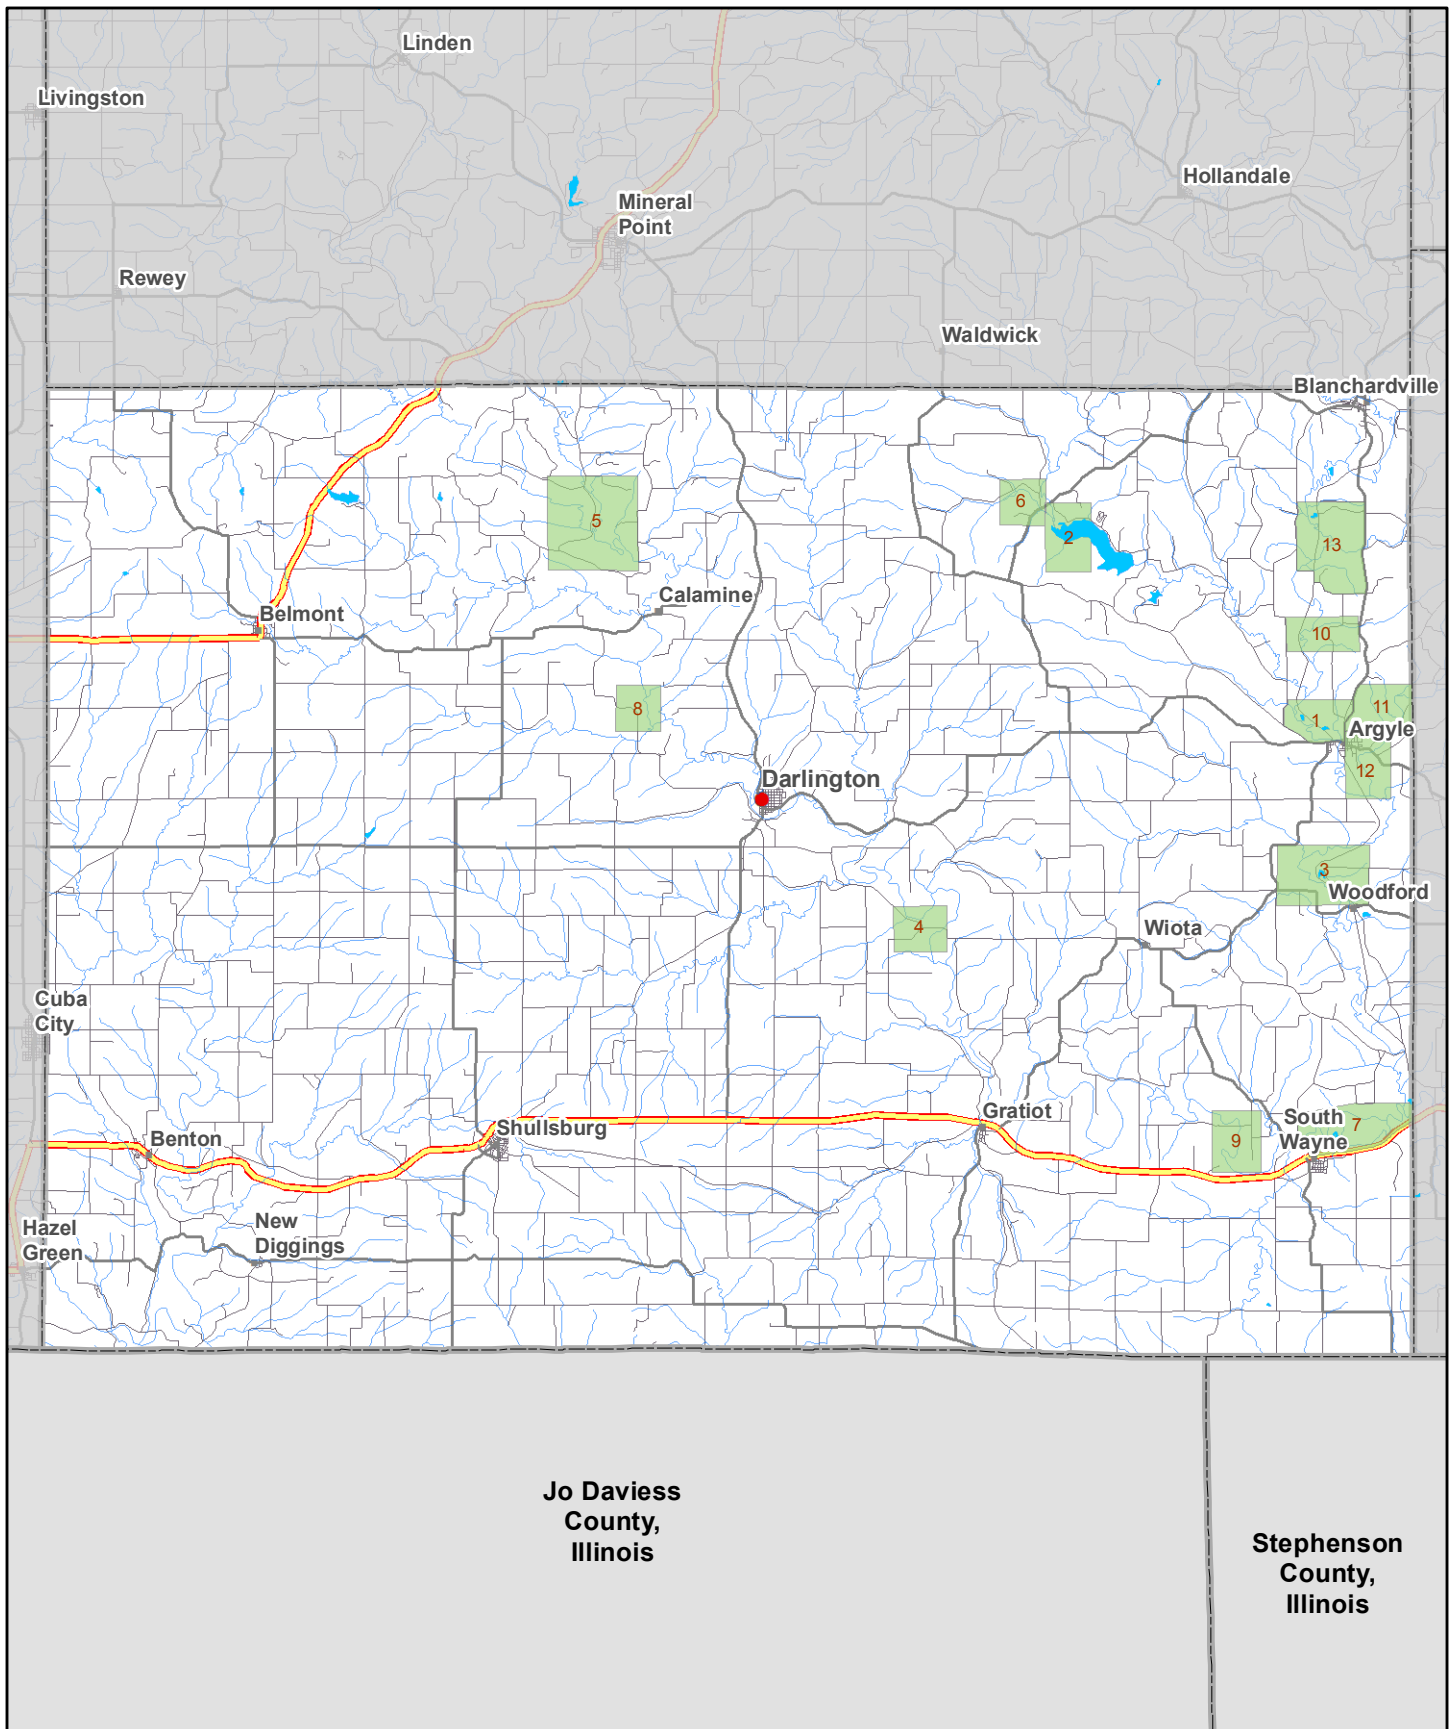 Linden
Livingston
Hollandale
Mineral
Point
Rewey
Waldwick
Blanchardville
6
5
2
13
Calamine
Belmont
10
8
11
1
Argyle
12
Darlington
3
Woodford
4
Wiota
Cuba
City
Gratiot
South
Wayne
7
Shullsburg
Benton
9
New
Diggings
Hazel
Green
Jo Daviess
County,
Illinois
Stephenson
County,
Illinois